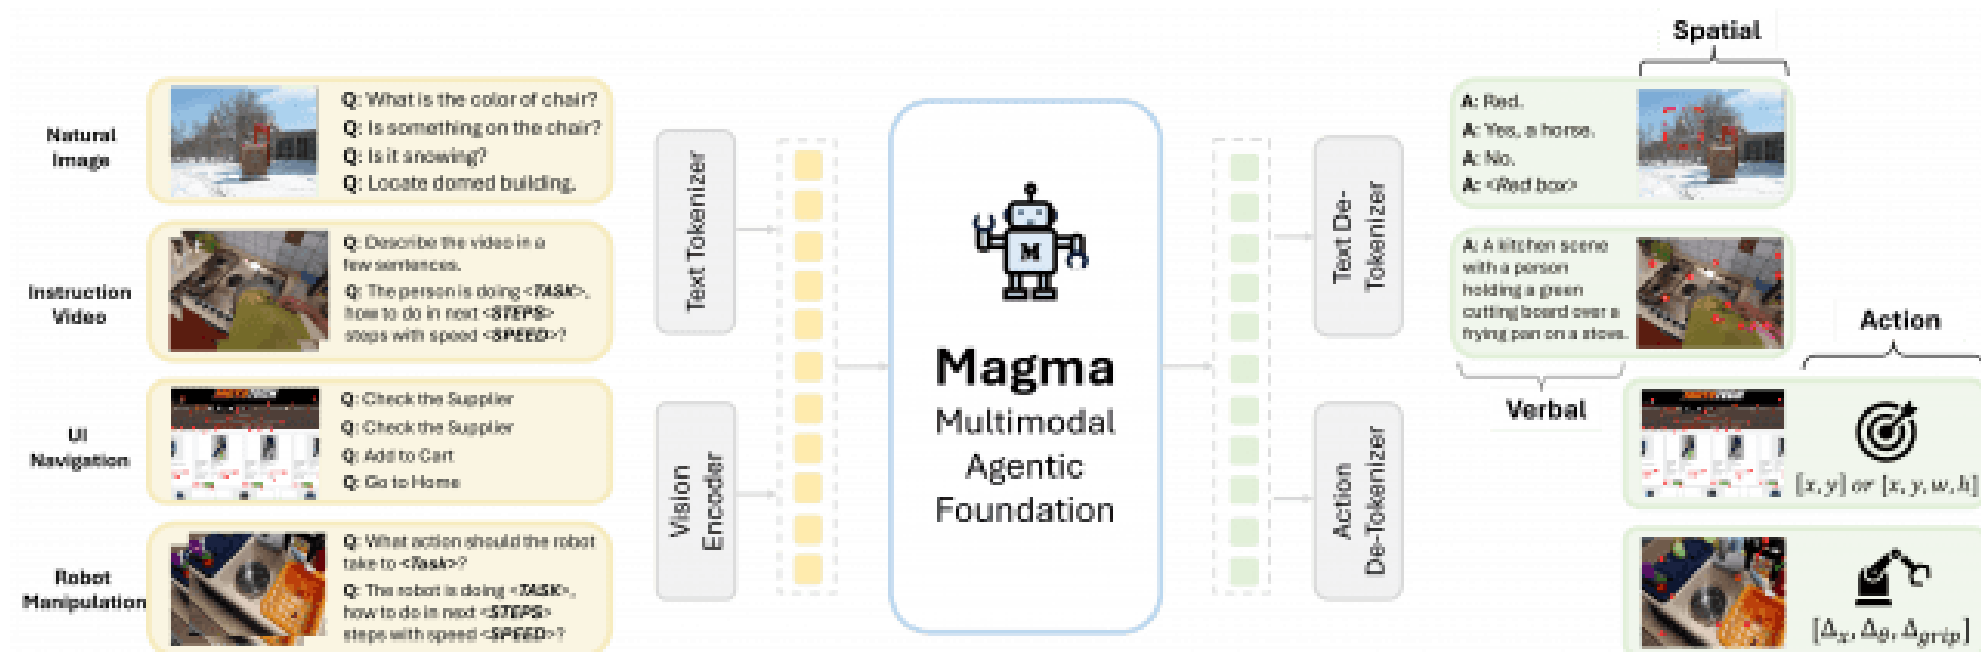 Spatial
Natural
Image
Q: What is the color of chair?
Q: Is something on the chair?
Q: Is it snowing?
Q: Locate domed building.
Instruction
Video
Q: Describe the video in a
few sentences.
Q: The person is doing <TASK>,
how to do in next <STEPS>
steps with speed <SPEED>?
UI
Navigation
Q: Check the Supplier
Q: Check the Supplier
Q: Add to Cart
Q: Go to Home
Robot
Manipulation
Q: What action should the robot
take to <Task>?
Q: The robot is doing <TASK>,
how to do in next <STEPS>
steps with speed <SPEED>?
Text Tokenizer
Vision
Encoder
M
Magma
Multimodal
Agentic
Foundation
Text De-
Tokenizer
Action
De-Tokenizer
A: Red.
A: Yes, a horse.
A: No.
A: <Red box>
A: A kitchen scene
with a person
holding a green
cutting board over a
frying pan on a stove.
Verbal
Action
[x, y] or [x, y, w, h]
[Δx, Δθ, Δgrip]